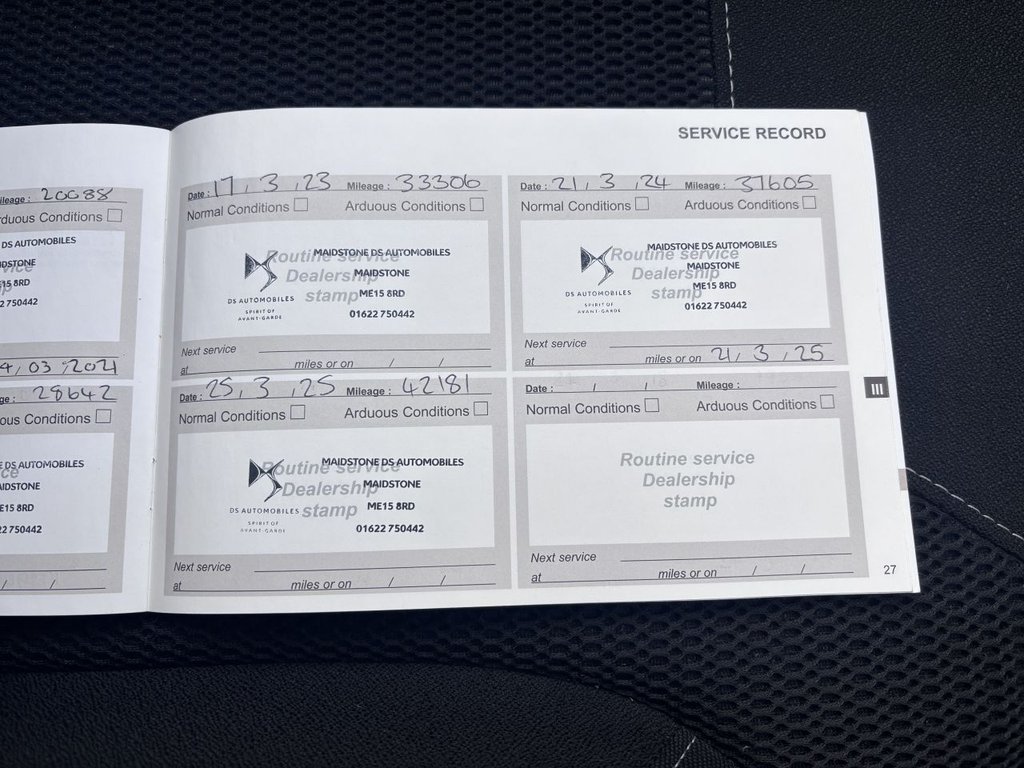 SERVICE RECORD
ileage : 20088
rduous Conditions
DS AUTOMOBILES
DSTONE
15 8RD
2 750442
03 2021
ge : 28642
ous Conditions
DS AUTOMOBILES
IDSTONE
E15 8RD
22 750442
/ /
Date : 17 , 3 , 23 Mileage : 33306
Normal Conditions Arduous Conditions
Routine service
Dealership
stamp
MAIDSTONE DS AUTOMOBILES
MAIDSTONE
ME15 8RD
01622 750442
DS AUTOMOBILES
SPIRIT OF
AVANT-GARDE
Next service
at miles or on / /
Date : 21 , 3 , 24 Mileage : 37605
Normal Conditions Arduous Conditions
Routine service
Dealership
stamp
MAIDSTONE DS AUTOMOBILES
MAIDSTONE
ME15 8RD
01622 750442
DS AUTOMOBILES
SPIRIT OF
AVANT-GARDE
Next service
at miles or on 21 , 3 , 25
Date : 25 , 3 , 25 Mileage : 42181
Normal Conditions Arduous Conditions
Routine service
Dealership
stamp
MAIDSTONE DS AUTOMOBILES
MAIDSTONE
ME15 8RD
01622 750442
DS AUTOMOBILES
SPIRIT OF
AVANT-GARDE
Next service
at miles or on / /
Date : / / Mileage :
Normal Conditions Arduous Conditions
Routine service
Dealership
stamp
Next service
at miles or on / /
III
27